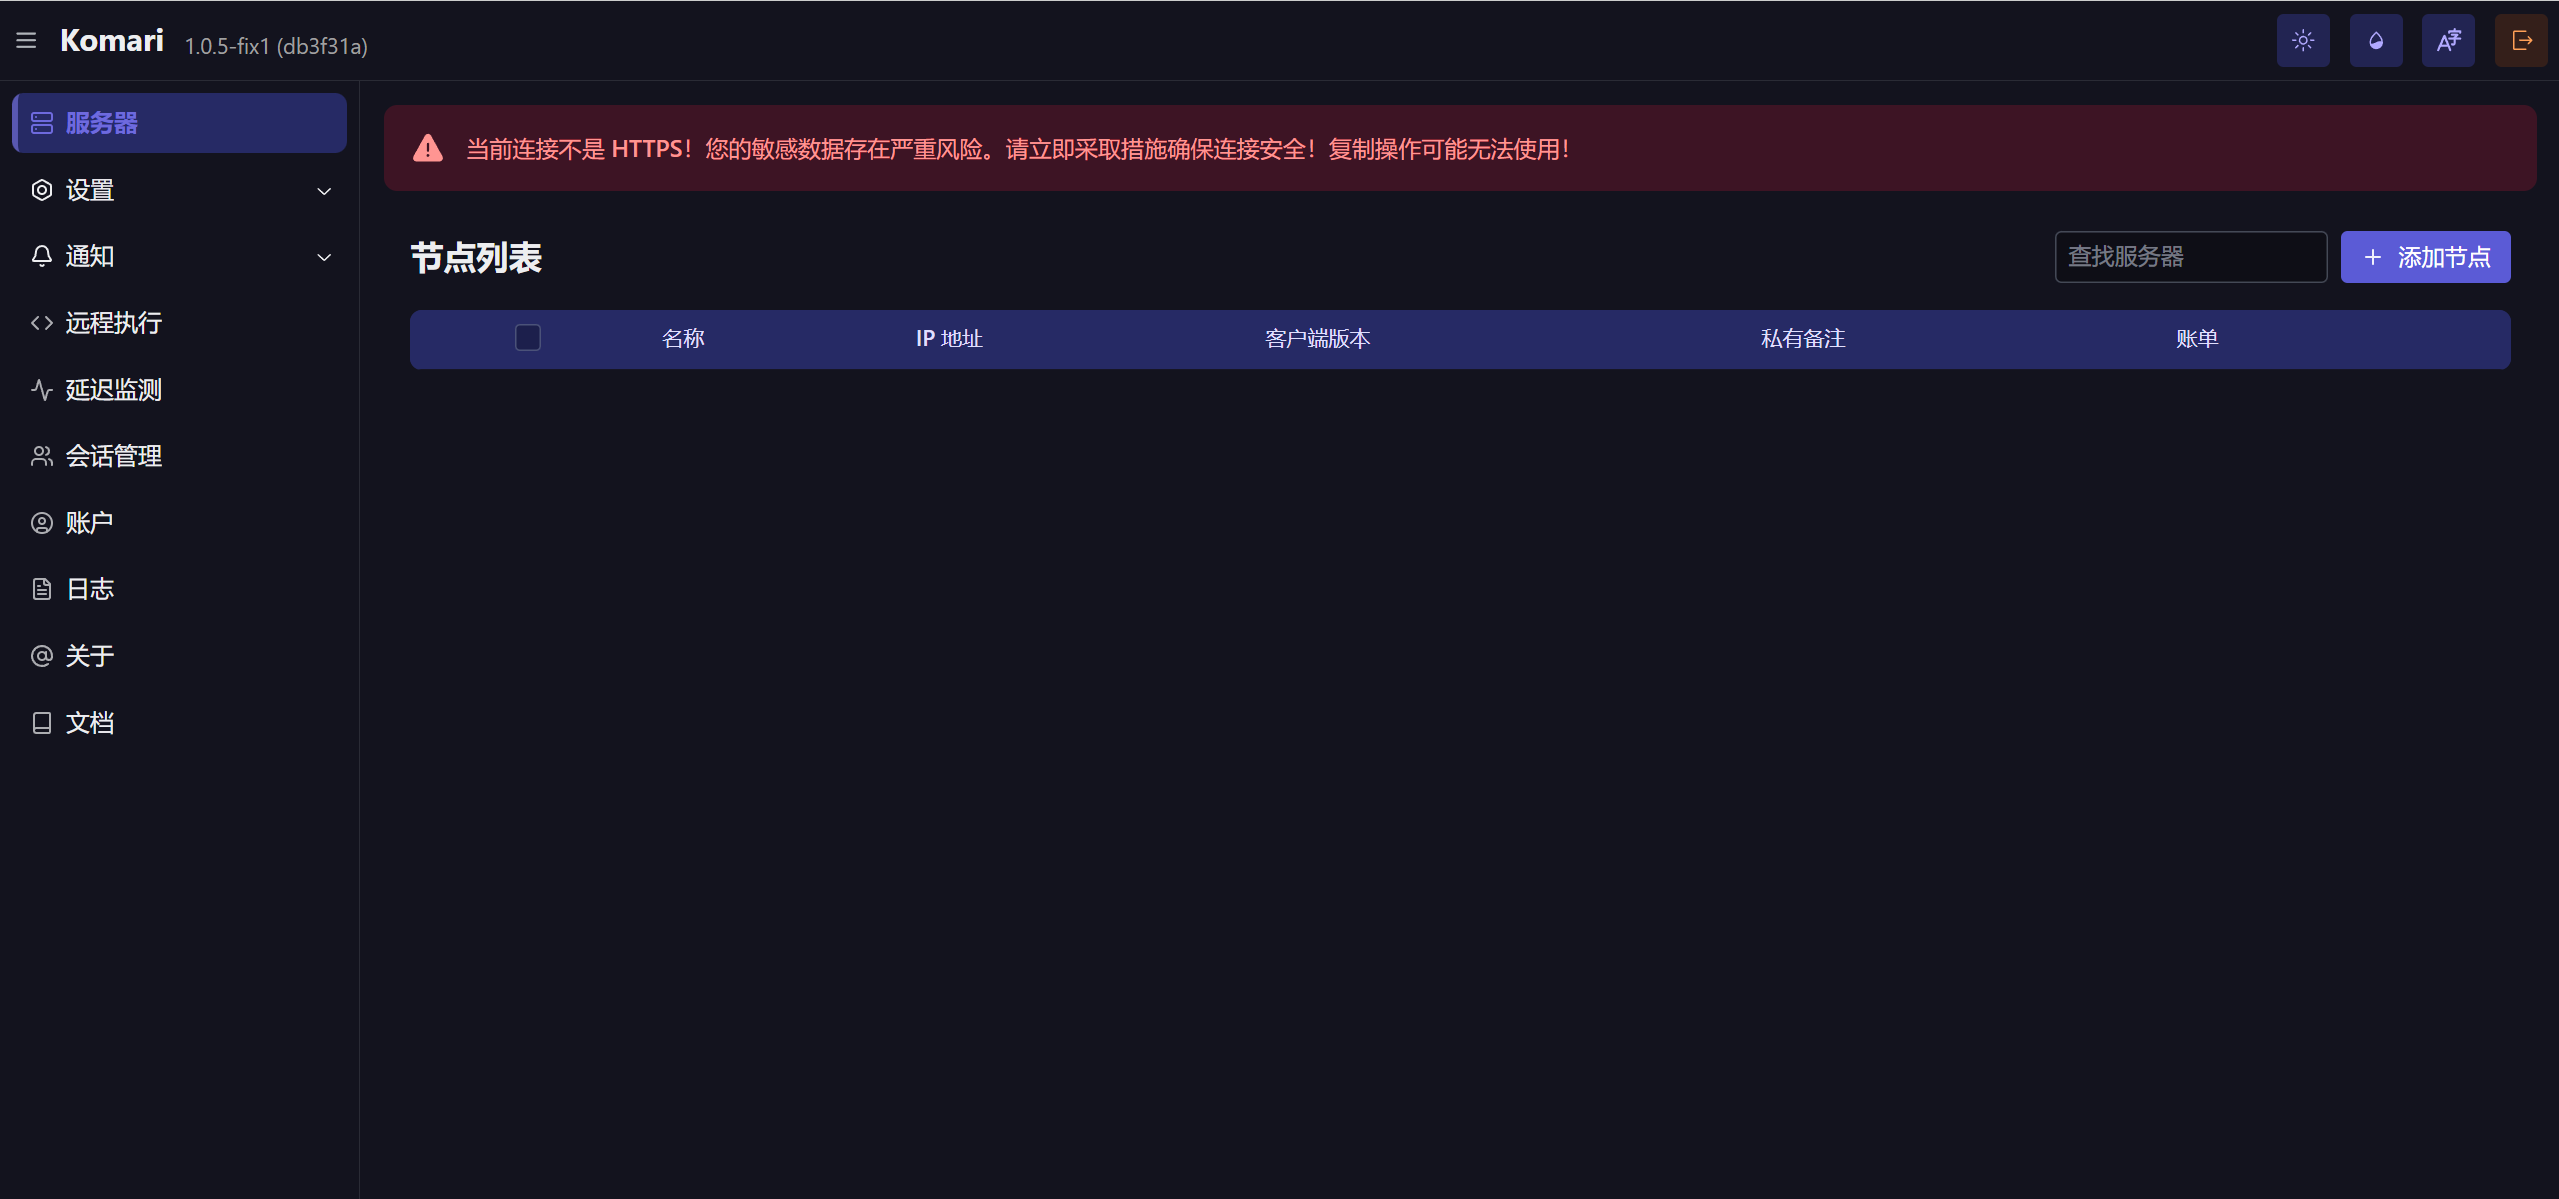 Komari 1.0.5-fix1 (db3f31a)
服务器
设置
通知
远程执行
延迟监测
会话管理
账户
日志
关于
文档
当前连接不是 HTTPS！您的敏感数据存在严重风险。请立即采取措施确保连接安全！复制操作可能无法使用！
节点列表
查找服务器
添加节点
名称 IP 地址 客户端版本 私有备注 账单